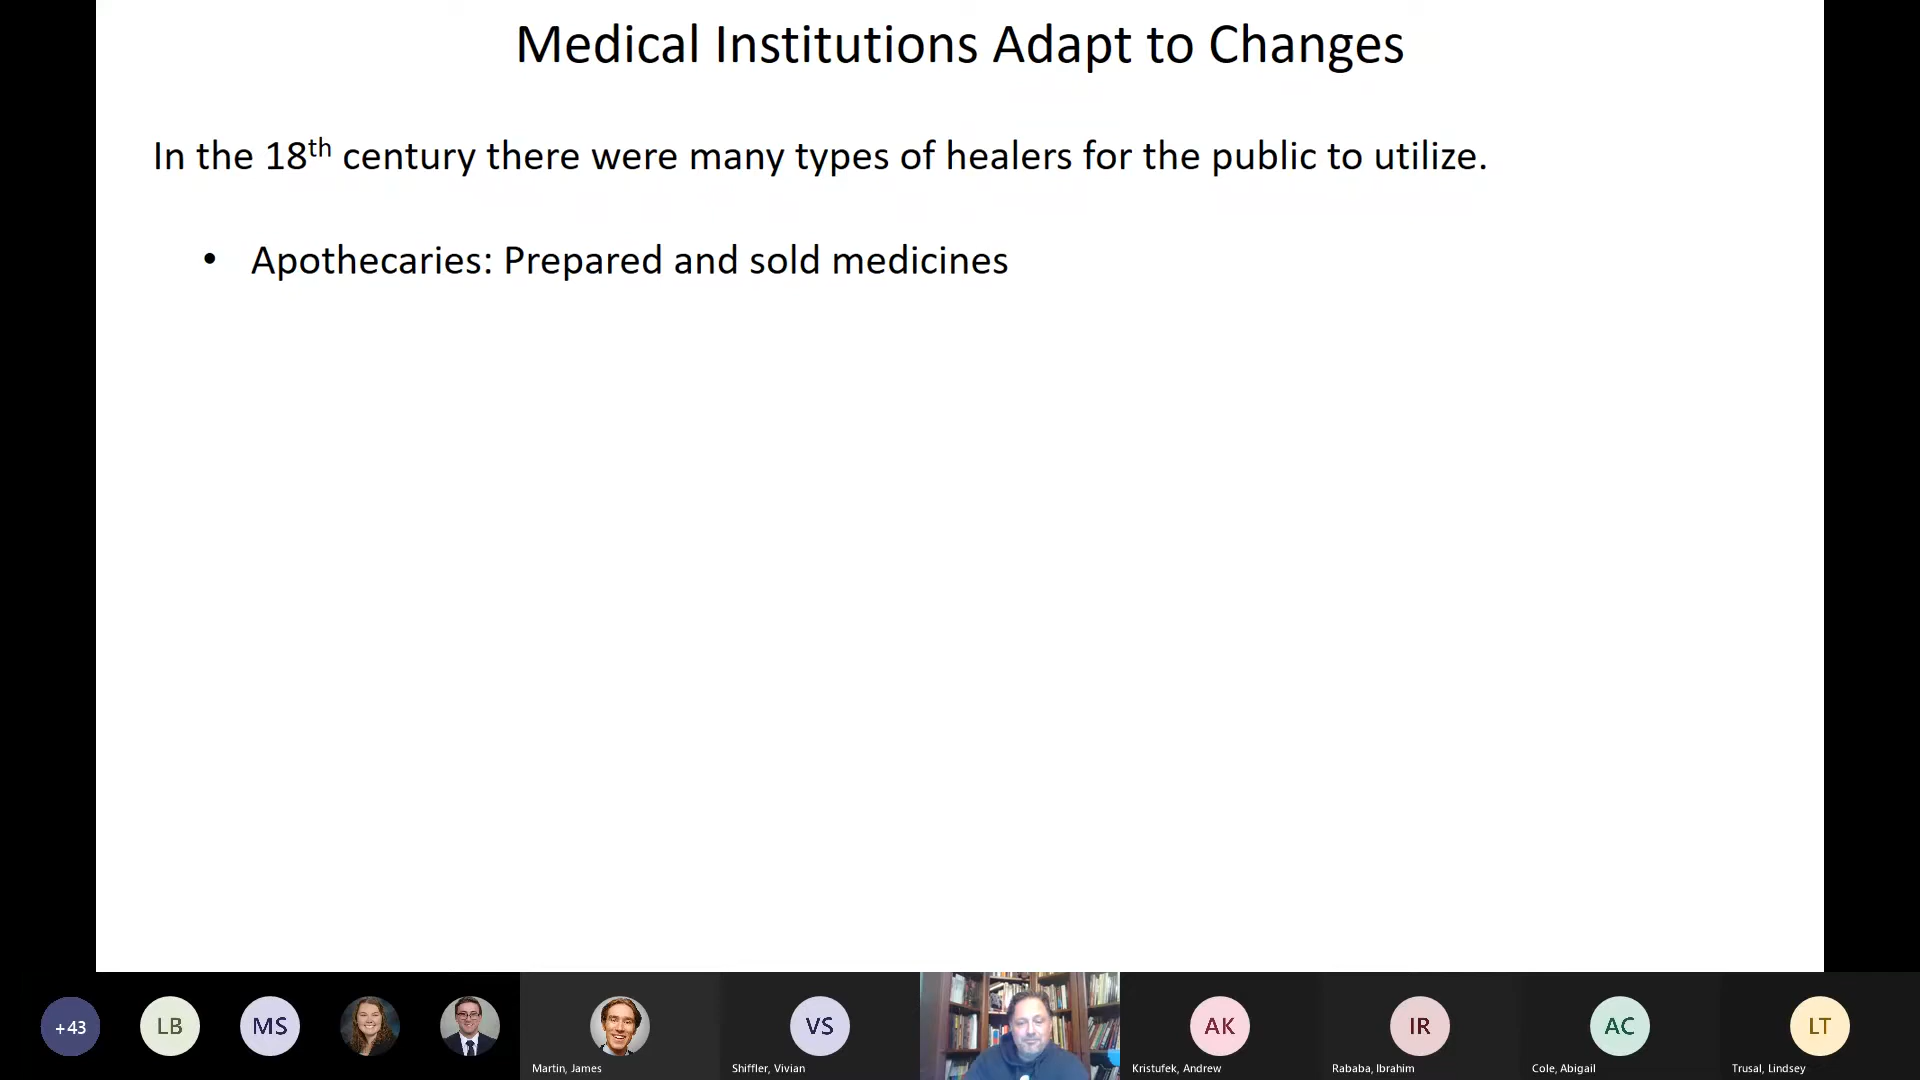 Medical Institutions Adapt to Changes
In the 18th century there were many types of healers for the public to utilize.
• Apothecaries: Prepared and sold medicines
+43
LB
MS
VS
AK
IR
AC
LT
Martin, James
Shiffler, Vivian
Kristufek, Andrew
Rababa, Ibrahim
Cole, Abigail
Trusal, Lindsey